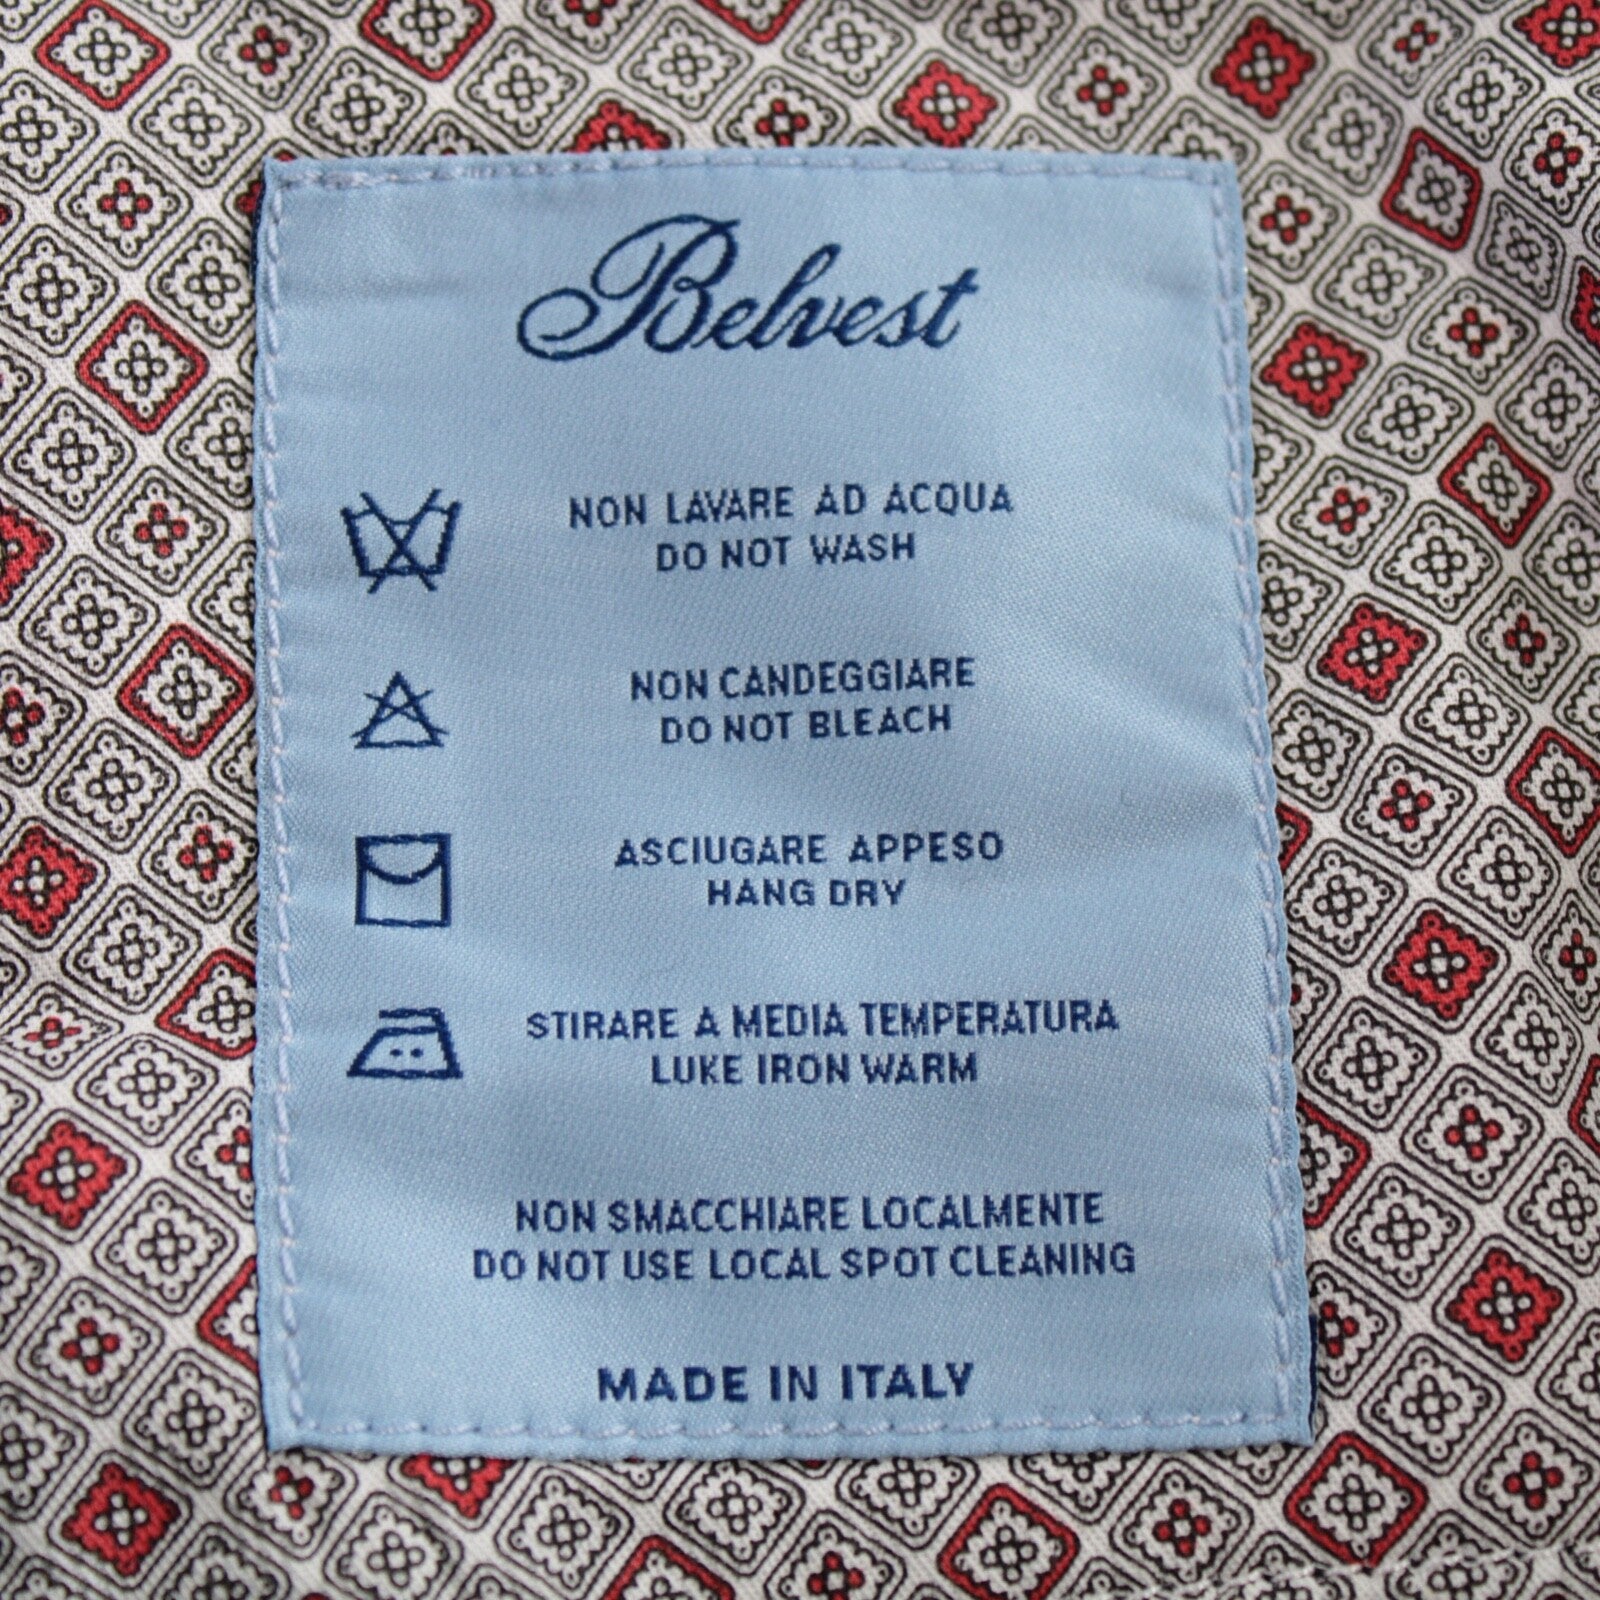 Belvest
NON LAVARE AD ACQUA
DO NOT WASH
NON CANDEGGIARE
DO NOT BLEACH
ASCIUGARE APPESO
HANG DRY
STIRARE A MEDIA TEMPERATURA
LUKE IRON WARM
NON SMACCHIARE LOCALMENTE
DO NOT USE LOCAL SPOT CLEANING
MADE IN ITALY